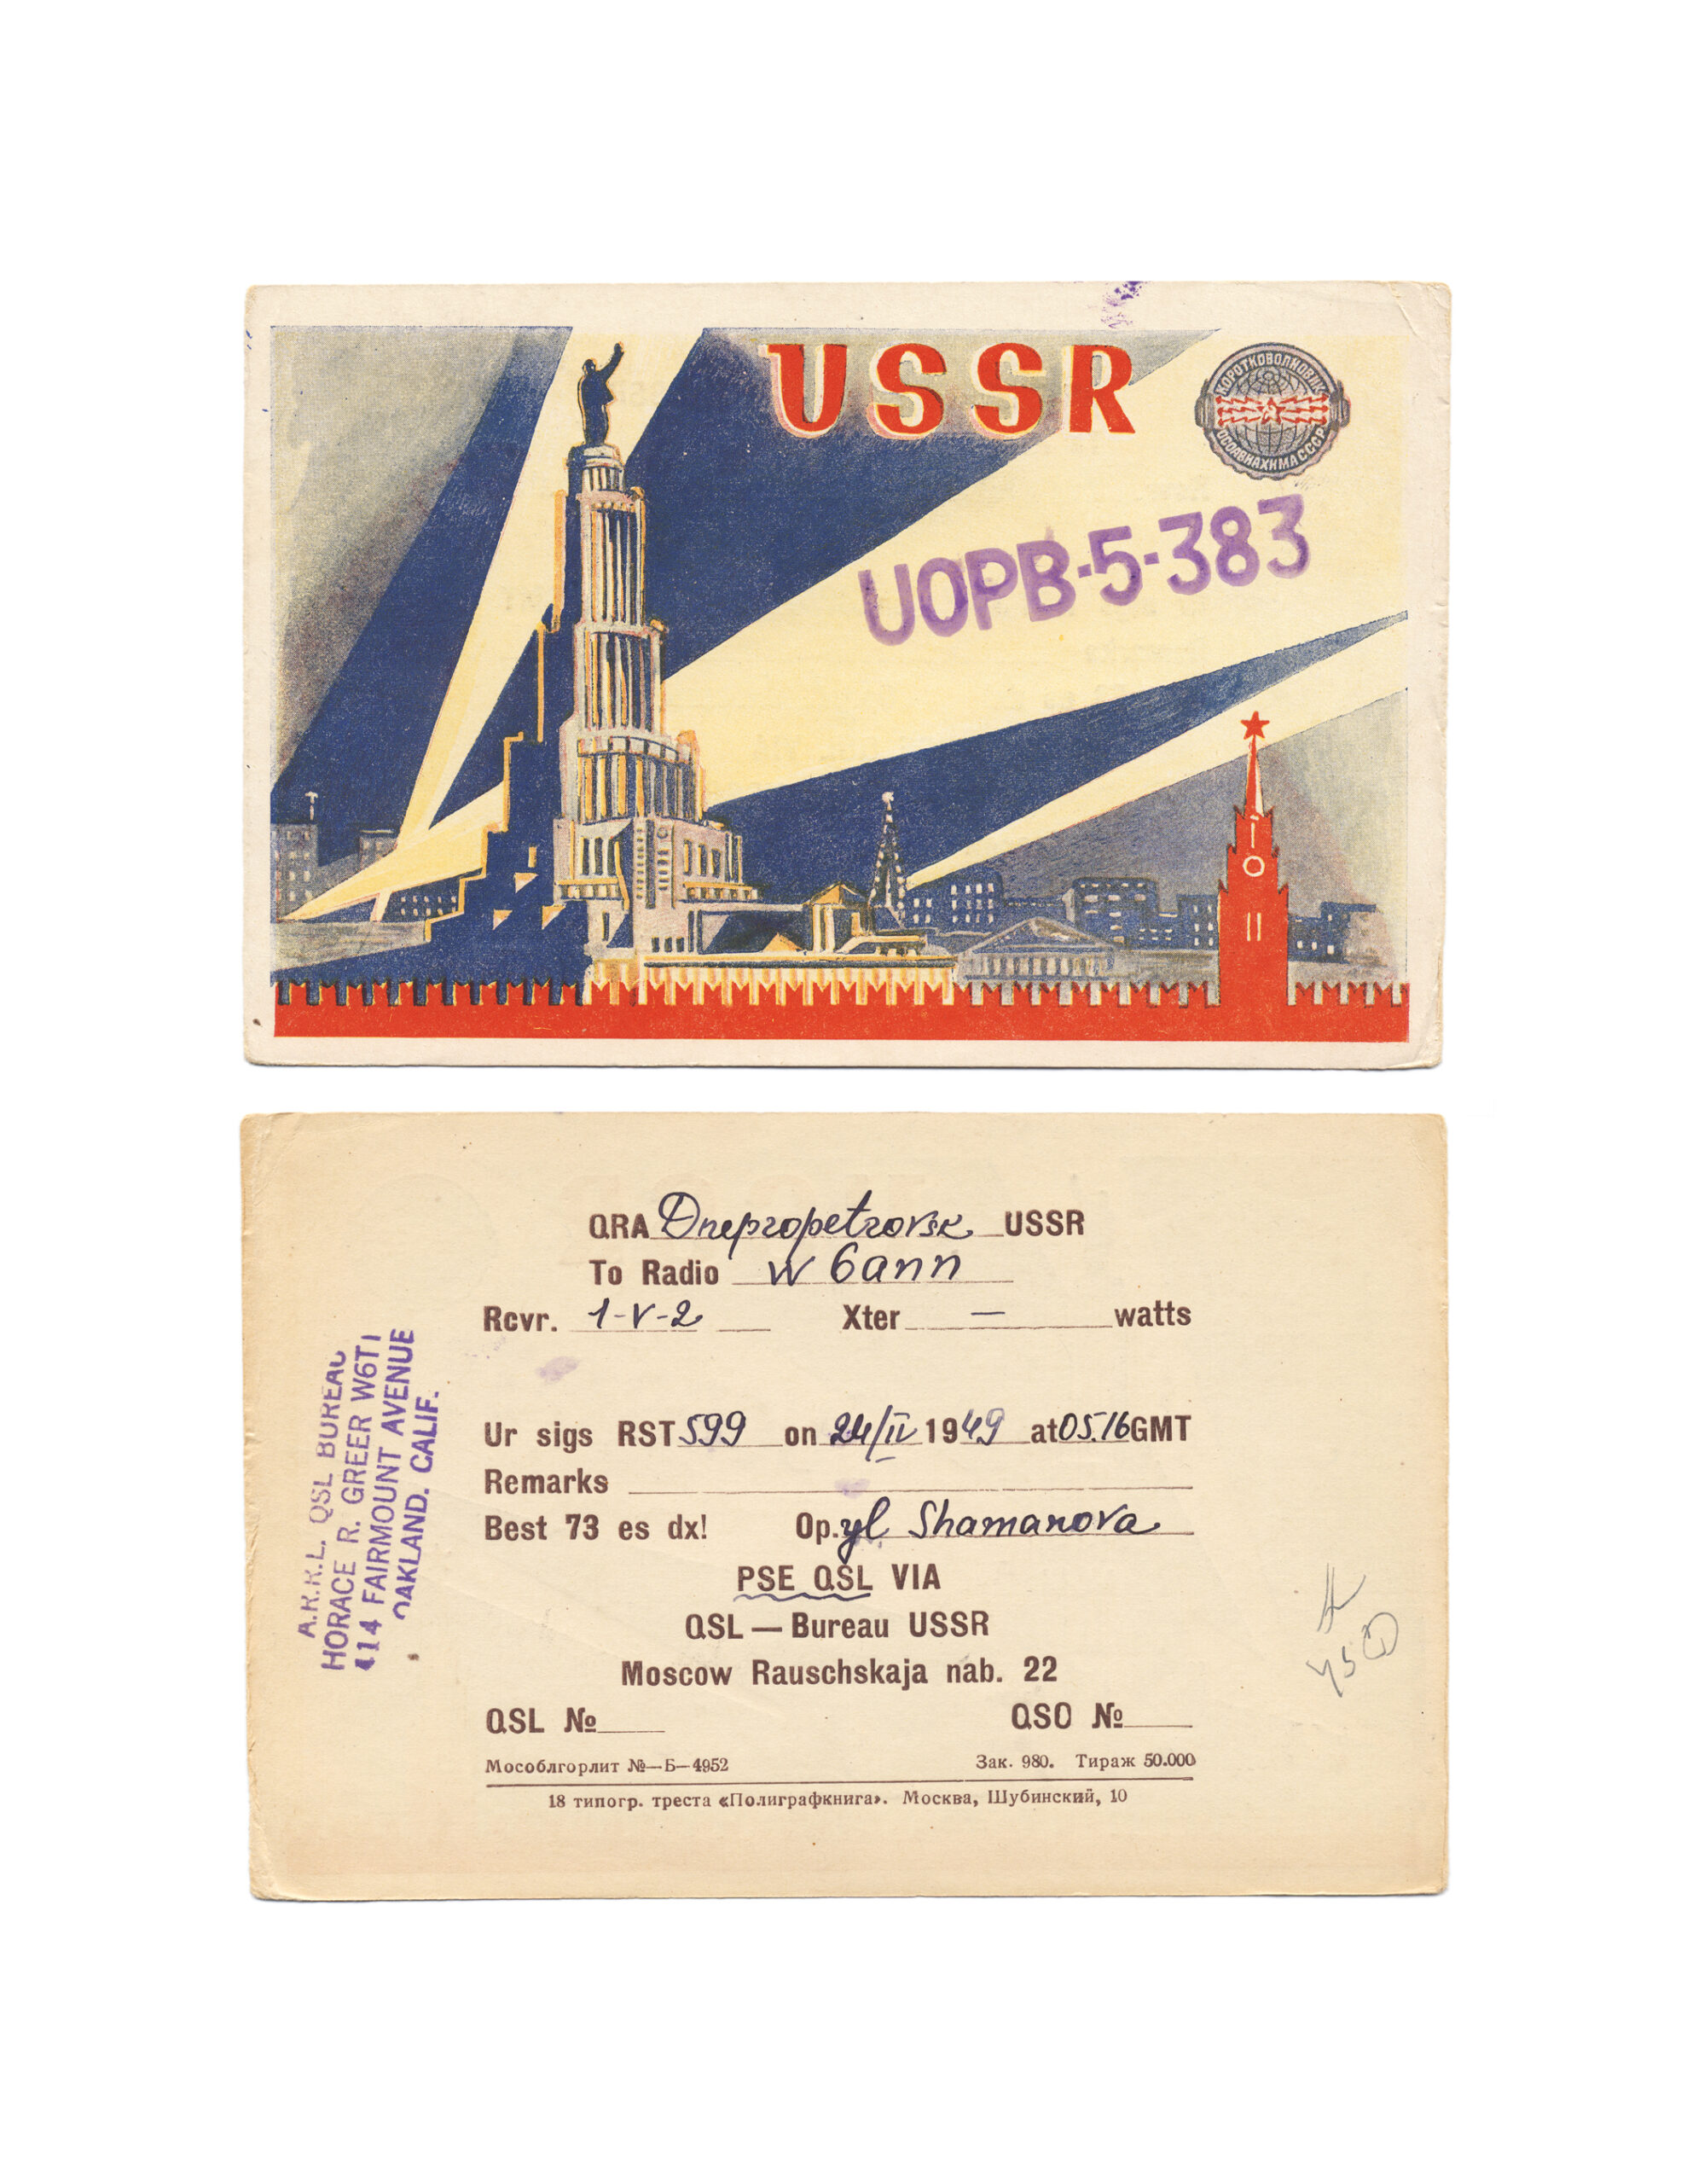 USSR
КОРОТКОВОЛНОВИК
ОСОАВИАХИМА СССР
UOPB-5-383
QRA Dnepropetrovsk USSR
To Radio W6ann
Rcvr. 1-V-2 Xter — watts
Ur sigs RST 599 on 24/IV 1949 at 05.16 GMT
Remarks
Best 73 es dx! Op. yl Shamanova
PSE QSL VIA
QSL — Bureau USSR
Moscow Rauschskaja nab. 22
QSL № QSO №
Мособлгорлит №—Б—4952 Зак. 980. Тираж 50.000
18 типогр. треста «Полиграфкнига». Москва, Шубинский, 10
A.R.R.L. QSL BUREAU
HORACE R. GREER W6TI
414 FAIRMOUNT AVENUE
OAKLAND. CALIF.